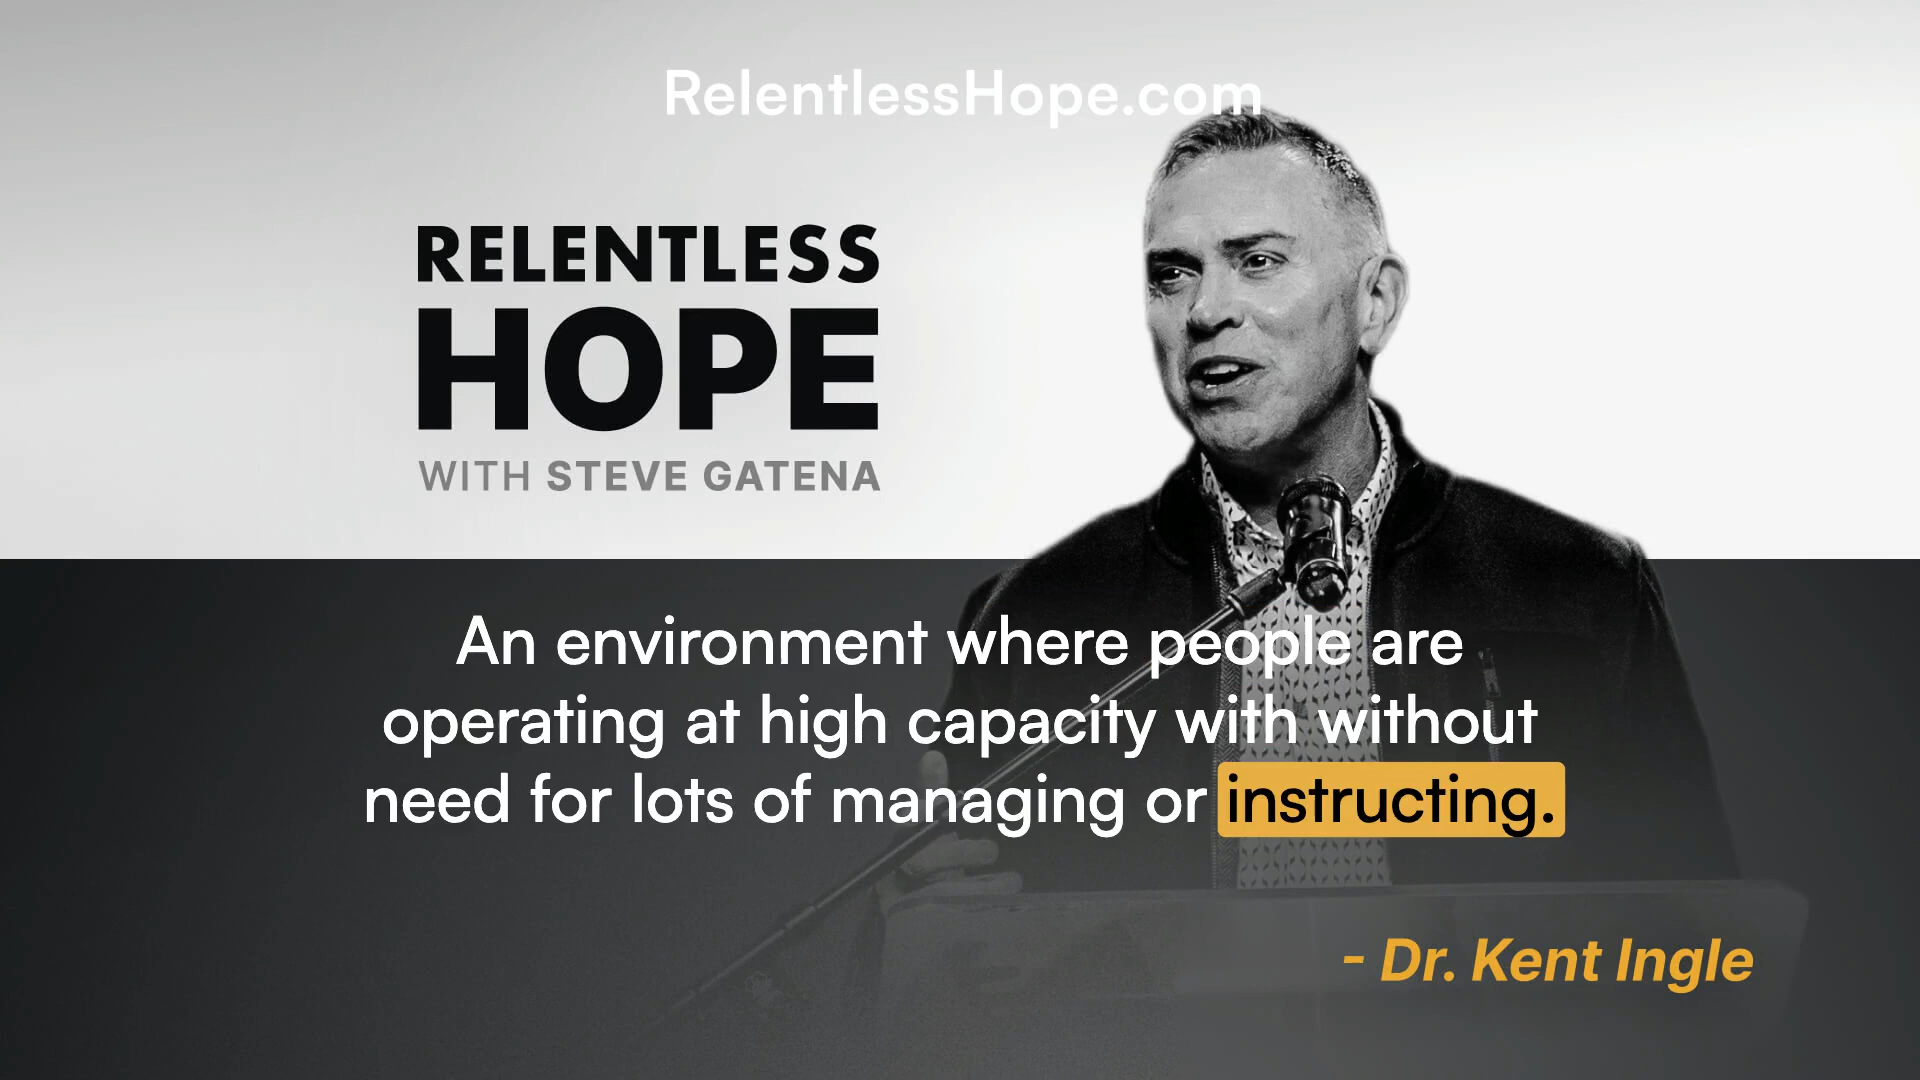 RelentlessHope.com
RELENTLESS
HOPE
WITH STEVE GATENA
An environment where people are
operating at high capacity with without
need for lots of managing or instructing.
- Dr. Kent Ingle